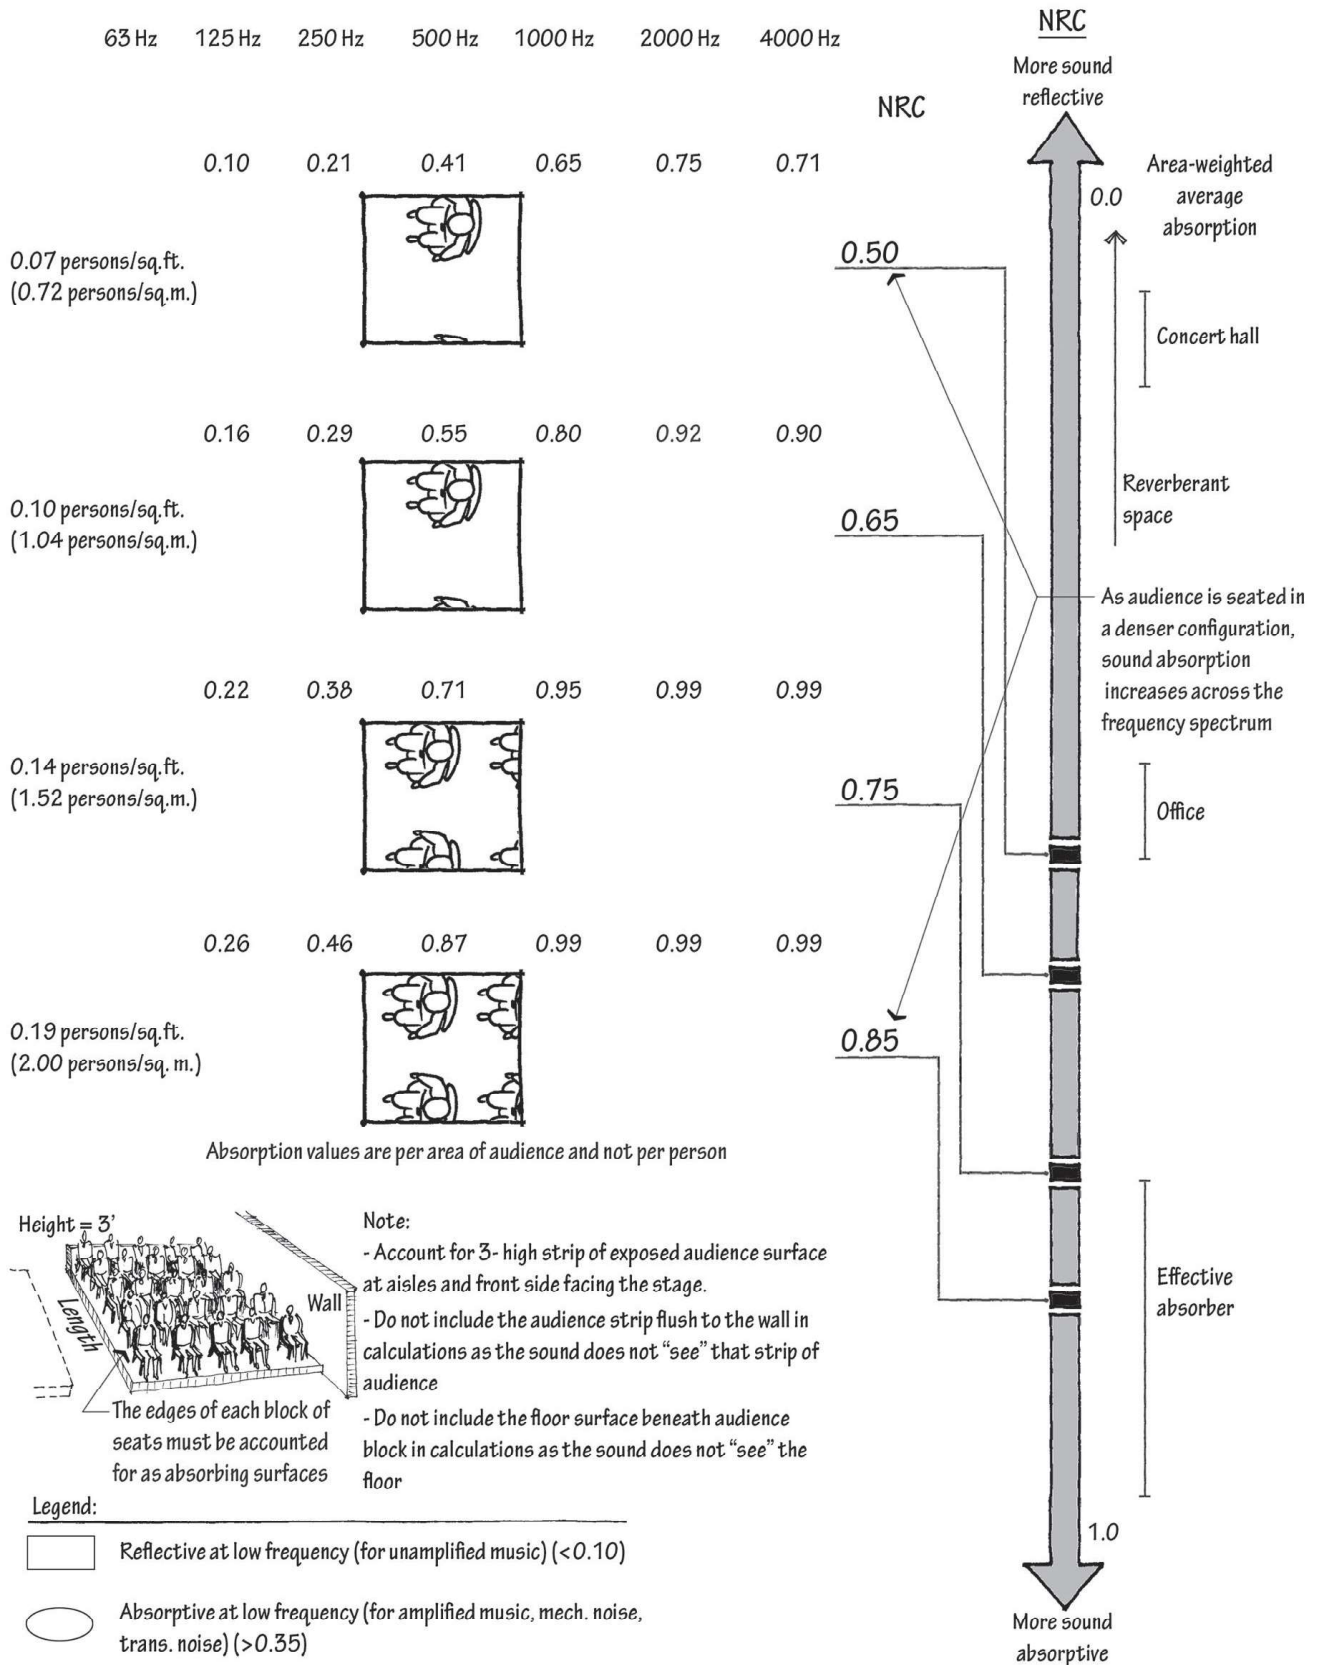 63 Hz 125 Hz 250 Hz 500 Hz 1000 Hz 2000 Hz 4000 Hz
NRC
More sound
reflective
NRC
0.10 0.21 0.41 0.65 0.75 0.71
Area-weighted
average
absorption
0.0
0.07 persons/sq.ft.
(0.72 persons/sq.m.)
0.50
Concert hall
0.16 0.29 0.55 0.80 0.92 0.90
0.10 persons/sq.ft.
(1.04 persons/sq.m.)
0.65
Reverberant
space
As audience is seated in
a denser configuration,
sound absorption
increases across the
frequency spectrum
0.22 0.38 0.71 0.95 0.99 0.99
0.14 persons/sq.ft.
(1.52 persons/sq.m.)
0.75
Office
0.26 0.46 0.87 0.99 0.99 0.99
0.19 persons/sq.ft.
(2.00 persons/sq. m.)
0.85
Absorption values are per area of audience and not per person
Height = 3'
Length
Wall
The edges of each block of
seats must be accounted
for as absorbing surfaces
Note:
- Account for 3- high strip of exposed audience surface
at aisles and front side facing the stage.
- Do not include the audience strip flush to the wall in
calculations as the sound does not “see” that strip of
audience
- Do not include the floor surface beneath audience
block in calculations as the sound does not “see” the
floor
Effective
absorber
Legend:
Reflective at low frequency (for unamplified music) (<0.10)
Absorptive at low frequency (for amplified music, mech. noise,
trans. noise) (>0.35)
1.0
More sound
absorptive